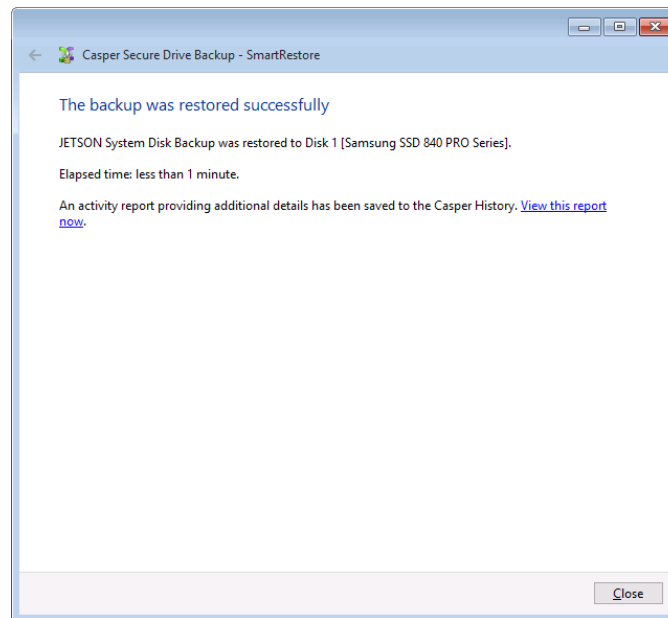 Casper Secure Drive Backup - SmartRestore
The backup was restored successfully
JETSON System Disk Backup was restored to Disk 1 [Samsung SSD 840 PRO Series].
Elapsed time: less than 1 minute.
An activity report providing additional details has been saved to the Casper History. View this report
now.
Close